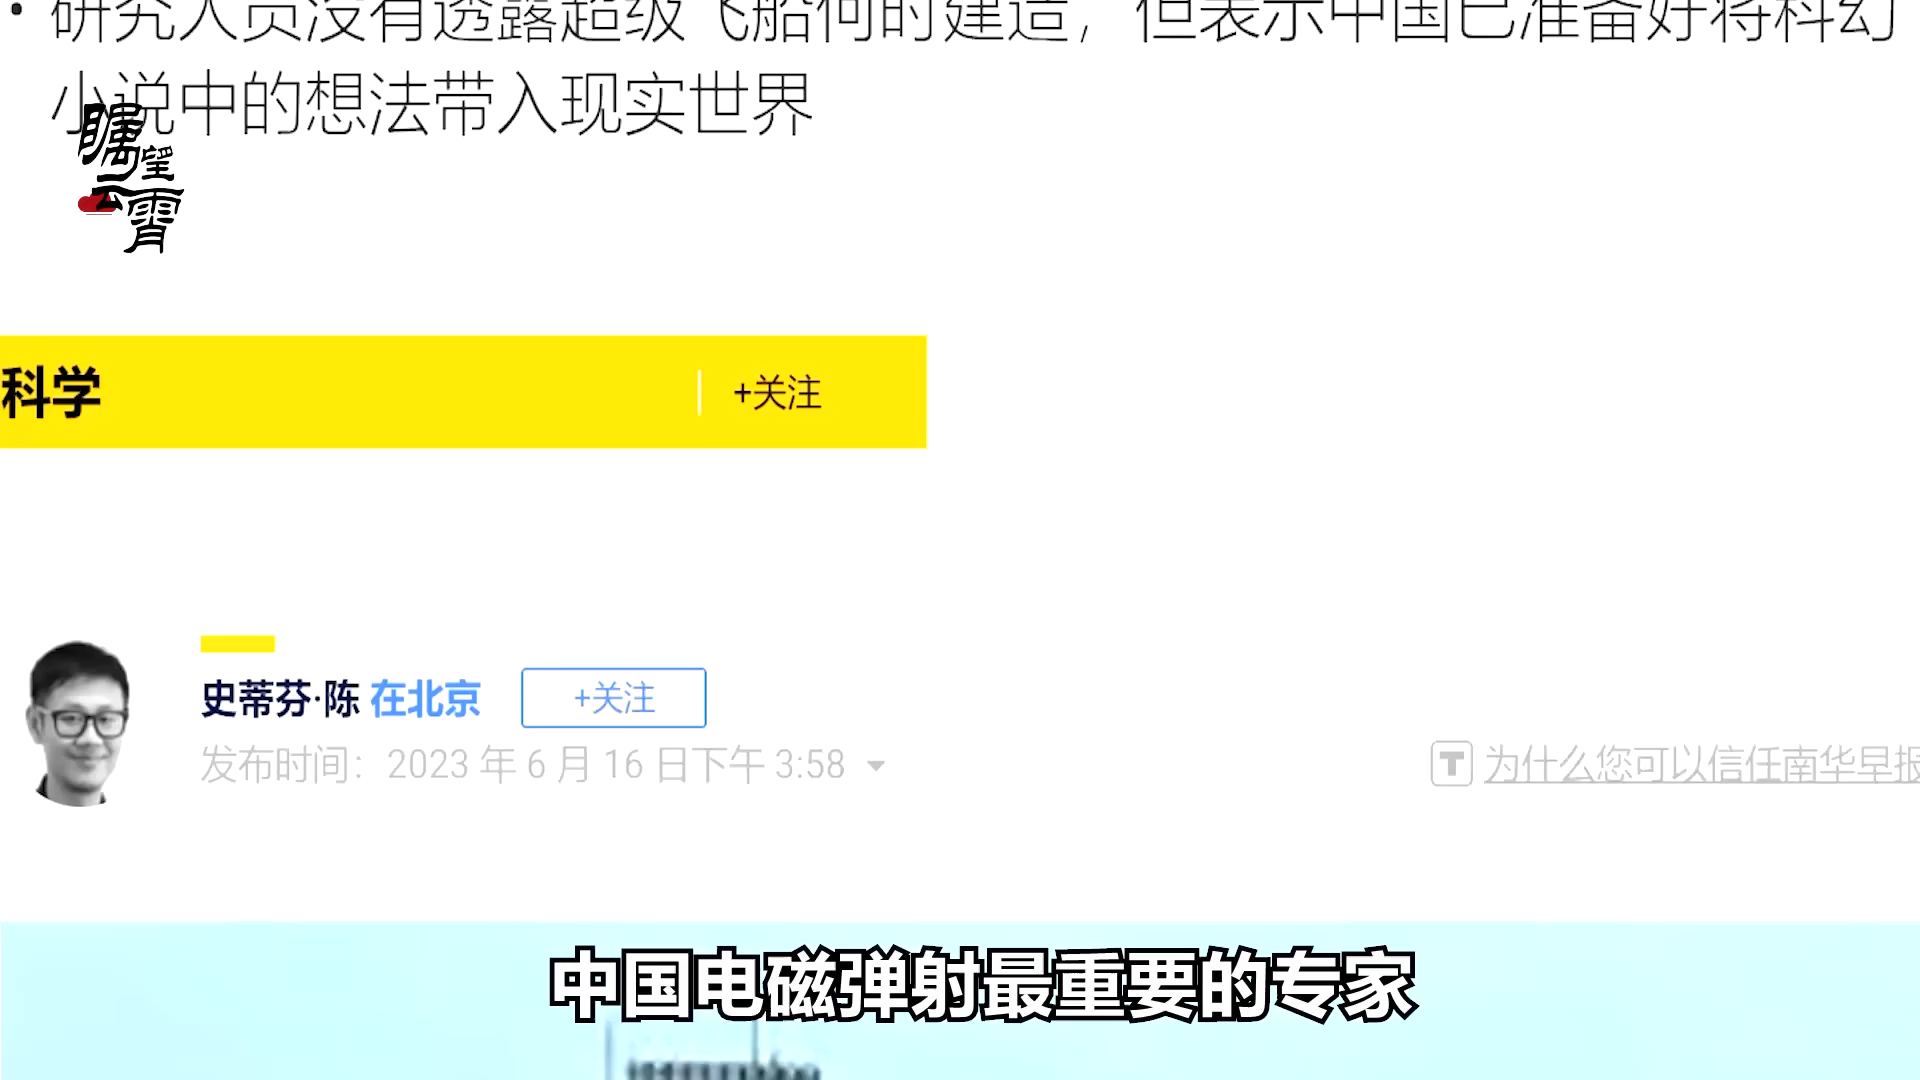 · 研究人员没有透露超级飞船何时建造，但表示中国已准备好将科幻
小说中的想法带入现实世界
瞩望云霄
科学
+关注
史蒂芬·陈 在北京
+关注
发布时间：2023 年 6 月 16 日下午 3:58
T 为什么您可以信任南华早报
中国电磁弹射最重要的专家